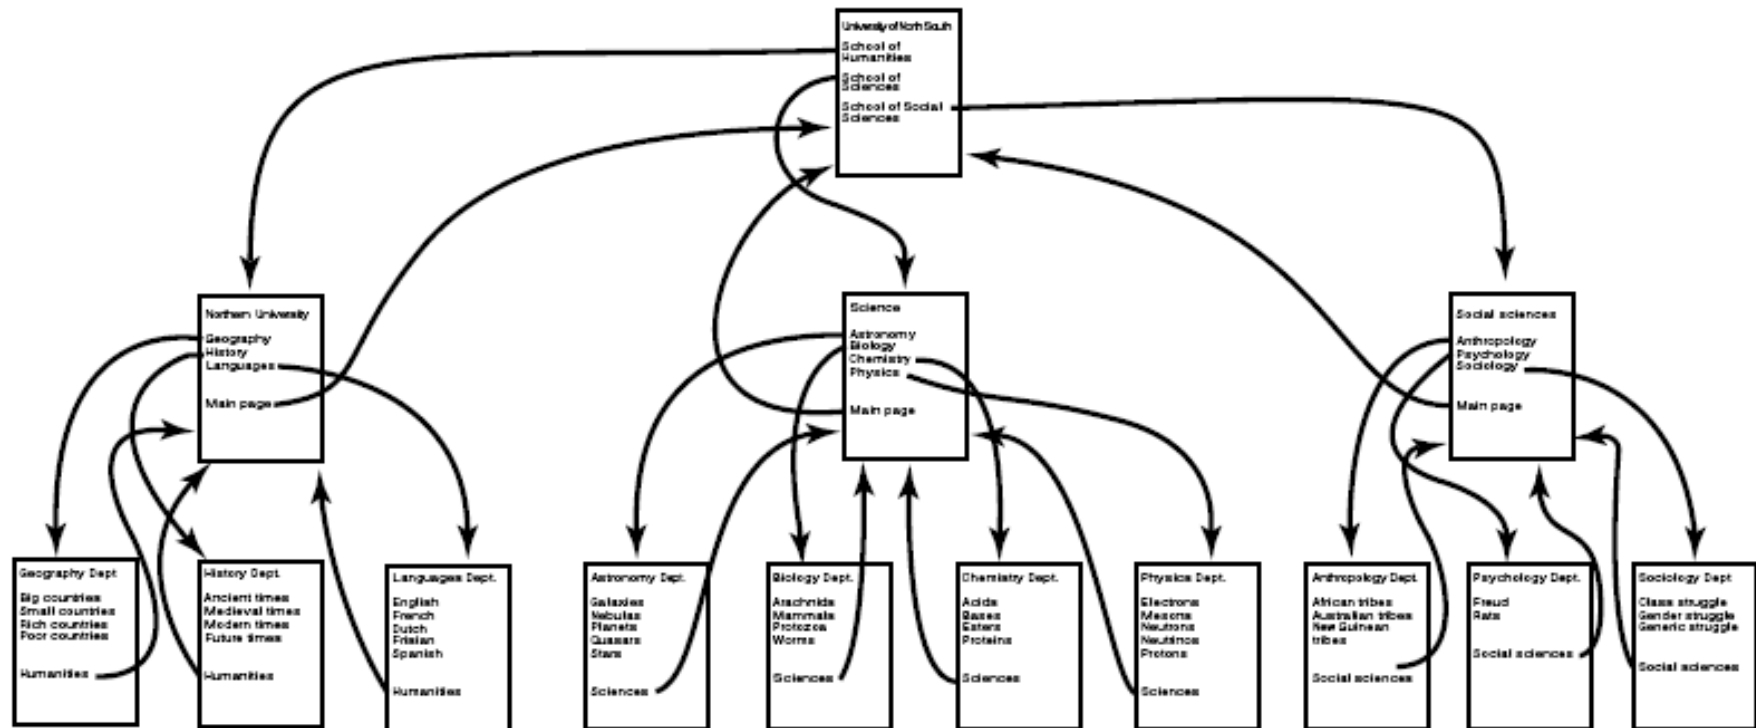 University of North South
School of
Humanities
School of
Sciences
School of Social
Sciences
Northern University
Geography
History
Languages
Main page
Science
Astronomy
Biology
Chemistry
Physics
Main page
Social sciences
Anthropology
Psychology
Sociology
Main page
Geography Dept
Big countries
Small countries
Rich countries
Poor countries
Humanities
History Dept.
Ancient times
Medieval times
Modern times
Future times
Humanities
Languages Dept.
English
French
Dutch
Frisian
Spanish
Humanities
Astronomy Dept.
Galaxies
Nebulas
Planets
Quasars
Stars
Sciences
Biology Dept.
Arachnids
Mammals
Protozoa
Worms
Sciences
Chemistry Dept.
Acids
Bases
Esters
Proteins
Sciences
Physics Dept.
Electrons
Mesons
Neutrons
Neutrinos
Protons
Sciences
Anthropology Dept.
African tribes
Australian tribes
New Guinean
tribes
Social sciences
Psychology Dept.
Freud
Rats
Social sciences
Sociology Dept
Class struggle
Gender struggle
Generic struggle
Social sciences